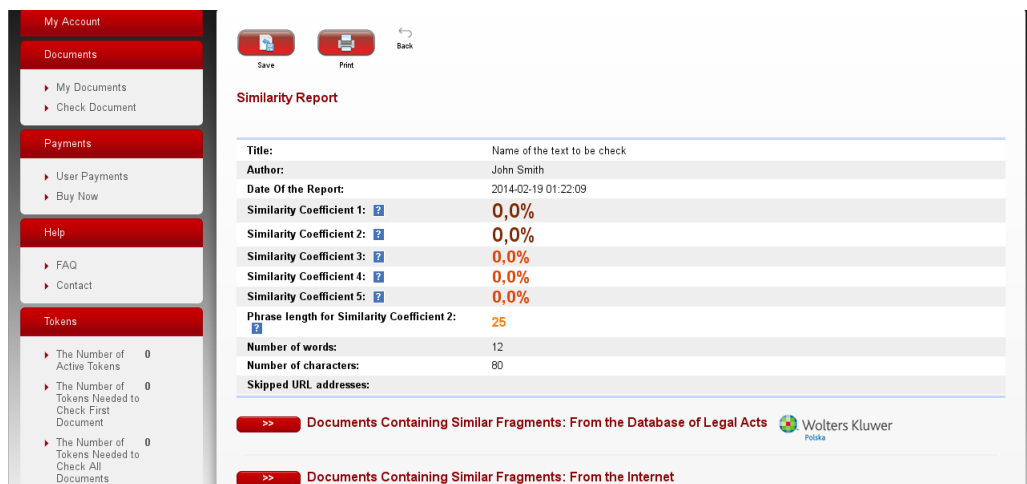 My Account
Documents
My Documents
Check Document
Payments
User Payments
Buy Now
Help
FAQ
Contact
Tokens
The Number of 0
Active Tokens
The Number of 0
Tokens Needed to
Check First
Document
The Number of 0
Tokens Needed to
Check All
Documents
Save
Print
Back
Similarity Report
Title: Name of the text to be check
Author: John Smith
Date Of the Report: 2014-02-19 01:22:09
Similarity Coefficient 1: ? 0,0%
Similarity Coefficient 2: ? 0,0%
Similarity Coefficient 3: ? 0,0%
Similarity Coefficient 4: ? 0,0%
Similarity Coefficient 5: ? 0,0%
Phrase length for Similarity Coefficient 2: 25
?
Number of words: 12
Number of characters: 80
Skipped URL addresses:
>> Documents Containing Similar Fragments: From the Database of Legal Acts Wolters Kluwer
Polska
>> Documents Containing Similar Fragments: From the Internet